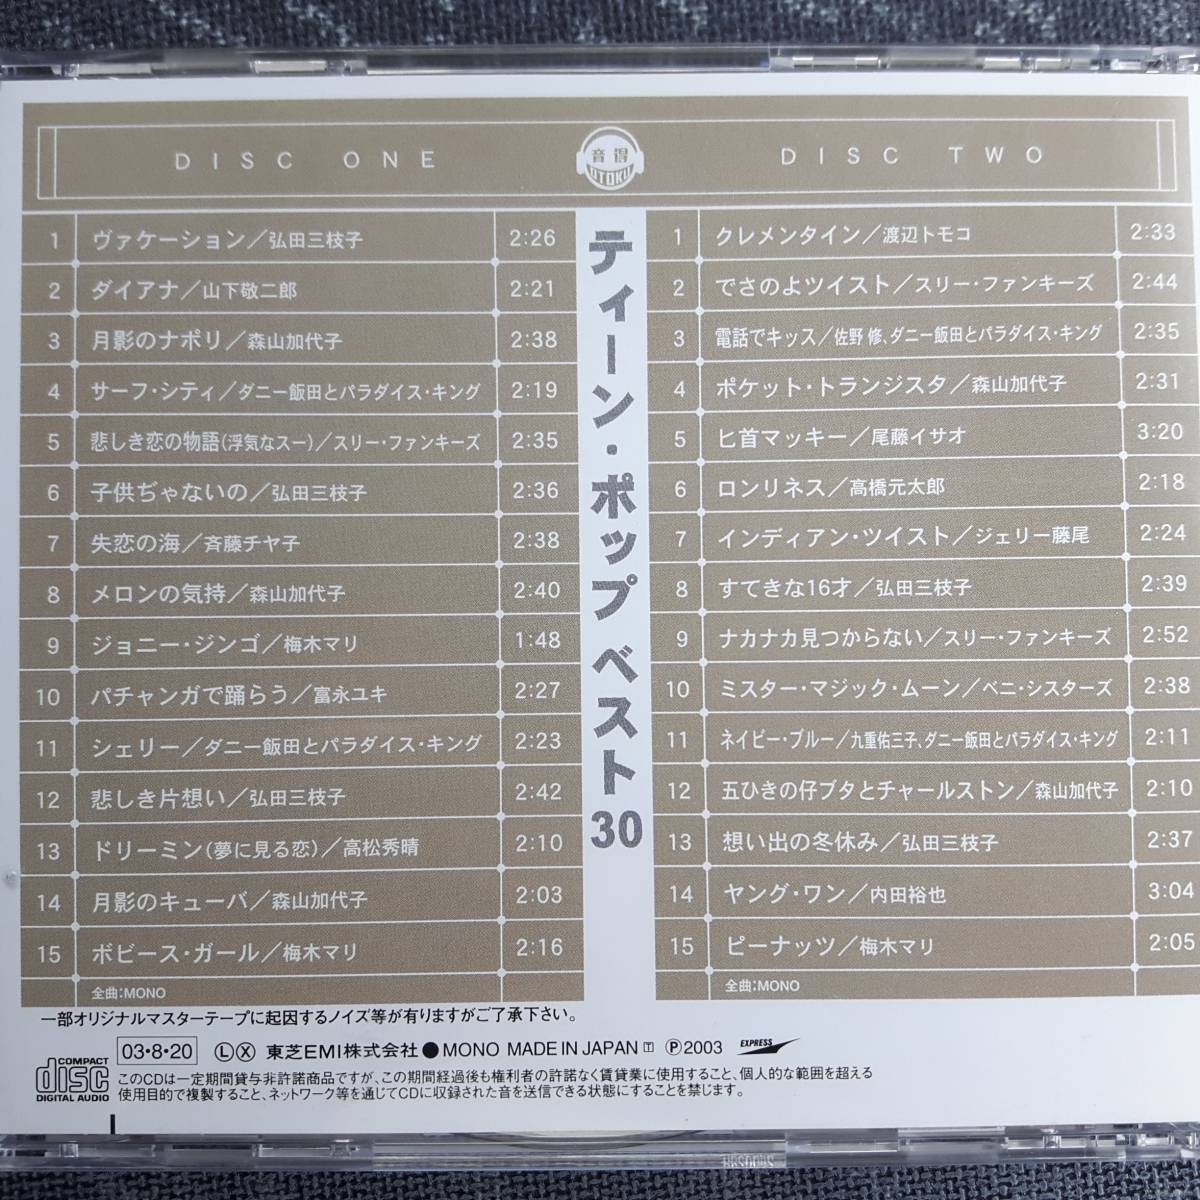 DISC ONE
音得
OTOKU
DISC TWO
1 ヴァケーション／弘田三枝子 2:26
2 ダイアナ／山下敬二郎 2:21
3 月影のナポリ／森山加代子 2:38
4 サーフ・シティ／ダニー飯田とパラダイス・キング 2:19
5 悲しき恋の物語(浮気なスー)／スリー・ファンキーズ 2:35
6 子供ぢゃないの／弘田三枝子 2:36
7 失恋の海／斉藤チヤ子 2:38
8 メロンの気持／森山加代子 2:40
9 ジョニー・ジンゴ／梅木マリ 1:48
10 パチャンガで踊ろう／富永ユキ 2:27
11 シェリー／ダニー飯田とパラダイス・キング 2:23
12 悲しき片想い／弘田三枝子 2:42
13 ドリーミン(夢に見る恋)／高松秀晴 2:10
14 月影のキューバ／森山加代子 2:03
15 ボビース・ガール／梅木マリ 2:16
全曲:MONO
ティーン・ポップ ベスト30
1 クレメンタイン／渡辺トモコ 2:33
2 でさのよツイスト／スリー・ファンキーズ 2:44
3 電話でキッス／佐野 修、ダニー飯田とパラダイス・キング 2:35
4 ポケット・トランジスタ／森山加代子 2:31
5 匕首マッキー／尾藤イサオ 3:20
6 ロンリネス／高橋元太郎 2:18
7 インディアン・ツイスト／ジェリー藤尾 2:24
8 すてきな16才／弘田三枝子 2:39
9 ナカナカ見つからない／スリー・ファンキーズ 2:52
10 ミスター・マジック・ムーン／ベニ・シスターズ 2:38
11 ネイビー・ブルー／九重佑三子、ダニー飯田とパラダイス・キング 2:11
12 五ひきの仔ブタとチャールストン／森山加代子 2:10
13 想い出の冬休み／弘田三枝子 2:37
14 ヤング・ワン／内田裕也 3:04
15 ピーナッツ／梅木マリ 2:05
全曲:MONO
一部オリジナルマスターテープに起因するノイズ等が有りますがご了承下さい。
COMPACT disc DIGITAL AUDIO
03・8・20 Ⓛⓧ 東芝EMI株式会社●MONO MADE IN JAPAN 🅃 Ⓟ2003 EXPRESS
このCDは一定期間貸与非許諾商品ですが、この期間経過後も権利者の許諾なく賃貸業に使用すること、個人的な範囲を超える
使用目的で複製すること、ネットワーク等を通じてCDに収録された音を送信できる状態にすることを禁じます。